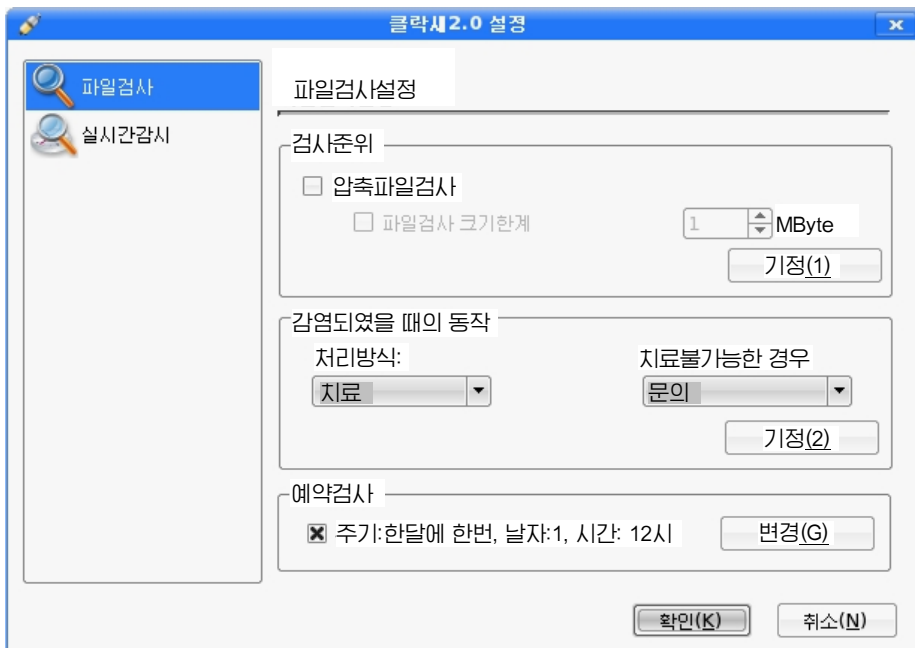 클락새2.0 설정
파일검사
실시간감시
파일검사설정
검사준위
압축파일검사
파일검사 크기한계 1 MByte
기정(1)
감염되였을 때의 동작
처리방식: 치료불가능한 경우
치료 문의
기정(2)
예약검사
주기:한달에 한번, 날자:1, 시간: 12시 변경(G)
확인(K) 취소(N)